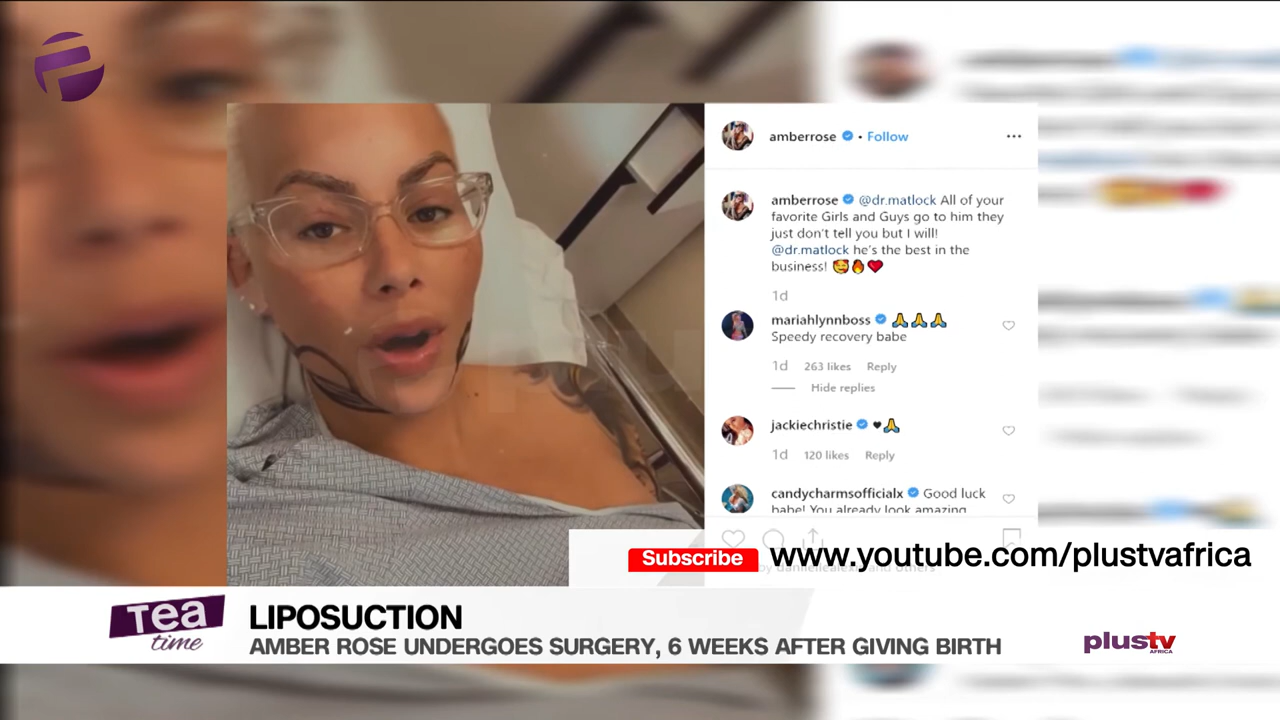 amberrose • Follow
amberrose @dr.matlock All of your
favorite Girls and Guys go to him they
just don't tell you but I will!
@dr.matlock he's the best in the
business! 🥰🔥❤️
1d
mariahlynnboss 🙏🙏🙏
Speedy recovery babe
1d 263 likes Reply
Hide replies
jackiechristie 🖤🙏
1d 120 likes Reply
candycharmsofficialx Good luck
babe! You already look amazing
Subscribe www.youtube.com/plustvafrica
Tea
time
LIPOSUCTION
AMBER ROSE UNDERGOES SURGERY, 6 WEEKS AFTER GIVING BIRTH
plustv
AFRICA